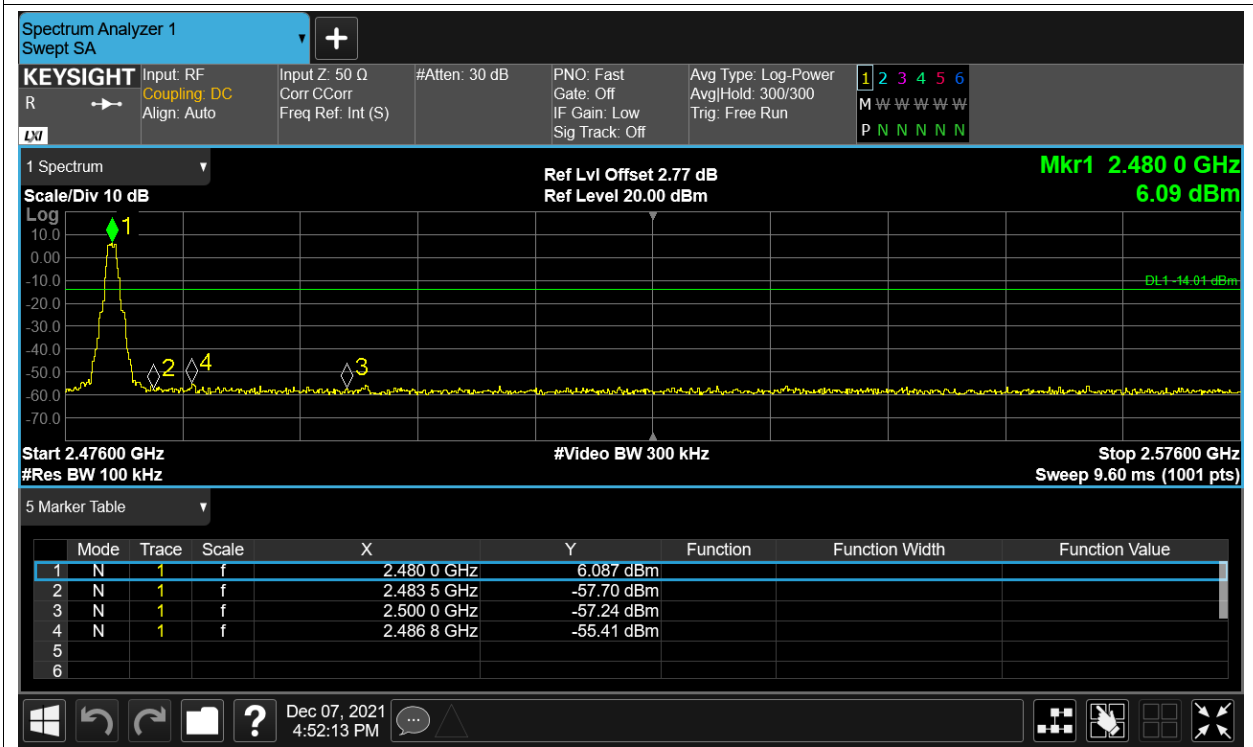 Spectrum Analyzer 1
Swept SA
+
KEYSIGHT Input: RF Input Z: 50 Ω #Atten: 30 dB PNO: Fast Avg Type: Log-Power 1 2 3 4 5 6
R Coupling: DC Corr CCorr Gate: Off Avg|Hold: 300/300 M W W W W W W
Align: Auto Freq Ref: Int (S) IF Gain: Low Trig: Free Run
LXI Sig Track: Off P N N N N N N
1 Spectrum Ref Lvl Offset 2.77 dB Mkr1 2.480 0 GHz
Scale/Div 10 dB Ref Level 20.00 dBm 6.09 dBm
Log
1
10.0
0.00
-10.0 DL1 -14.01 dBm
-20.0
-30.0
-40.0
2 4 3
-50.0
-60.0
-70.0
Start 2.47600 GHz #Video BW 300 kHz Stop 2.57600 GHz
#Res BW 100 kHz Sweep 9.60 ms (1001 pts)
5 Marker Table
Mode Trace Scale X Y Function Function Width Function Value
1 N 1 f 2.480 0 GHz 6.087 dBm
2 N 1 f 2.483 5 GHz -57.70 dBm
3 N 1 f 2.500 0 GHz -57.24 dBm
4 N 1 f 2.486 8 GHz -55.41 dBm
5
6
? Dec 07, 2021
4:52:13 PM